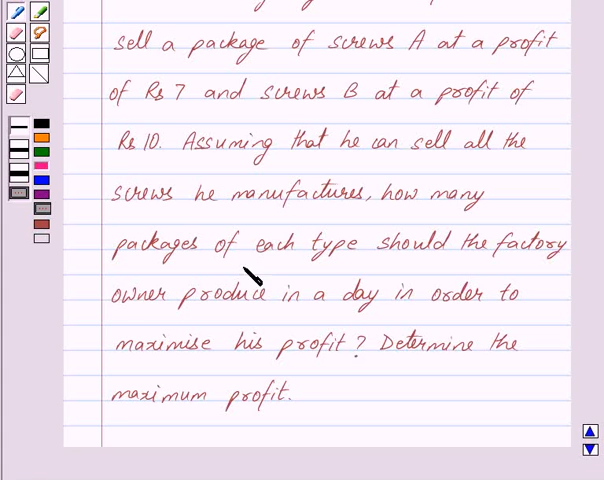 sell a package of screws A at a profit
of Rs 7 and screws B at a profit of
Rs 10. Assuming that he can sell all the
screws he manufactures, how many
packages of each type should the factory
owner produce in a day in order to
maximise his profit? Determine the
maximum profit.